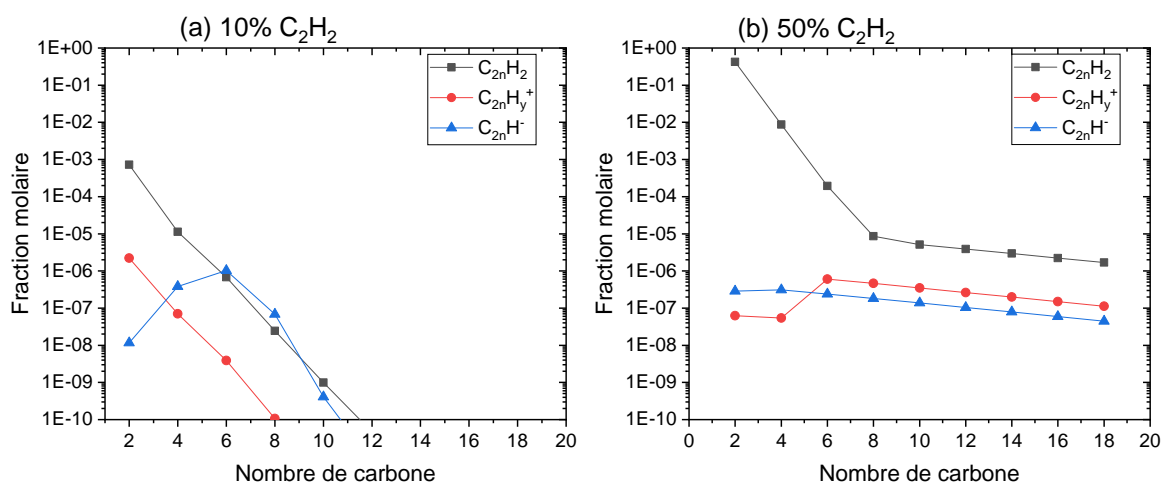 (a) 10% C₂H₂
1E+00
1E-01
1E-02
1E-03
1E-04
1E-05
1E-06
1E-07
1E-08
1E-09
1E-10
Fraction molaire
C₂ₙH₂
C₂ₙHᵧ⁺
C₂ₙH⁻
2 4 6 8 10 12 14 16 18 20
Nombre de carbone
(b) 50% C₂H₂
1E+00
1E-01
1E-02
1E-03
1E-04
1E-05
1E-06
1E-07
1E-08
1E-09
1E-10
Fraction molaire
C₂ₙH₂
C₂ₙHᵧ⁺
C₂ₙH⁻
0 2 4 6 8 10 12 14 16 18 20
Nombre de carbone